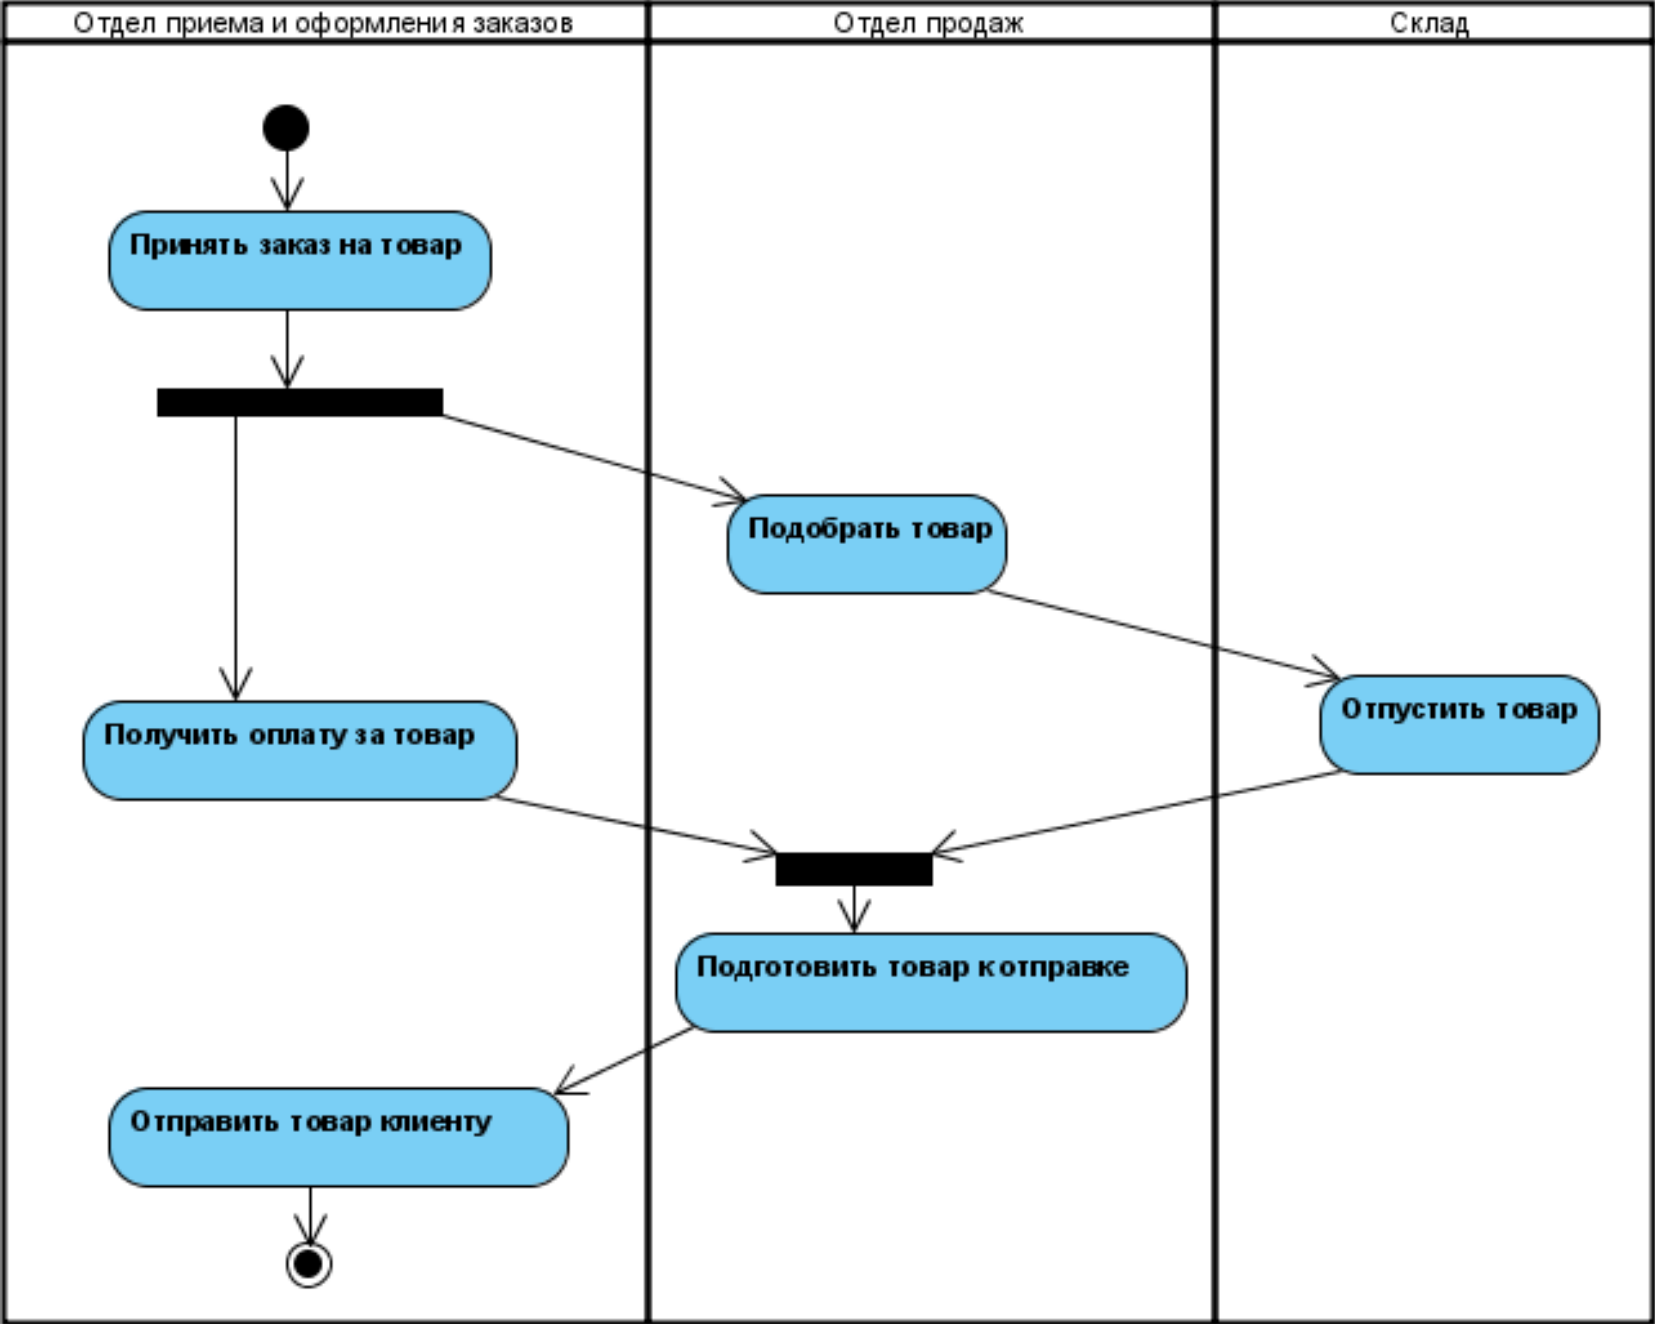 Отдел приема и оформления заказов
Отдел продаж
Склад
Принять заказ на товар
Подобрать товар
Отпустить товар
Получить оплату за товар
Подготовить товар к отправке
Отправить товар клиенту